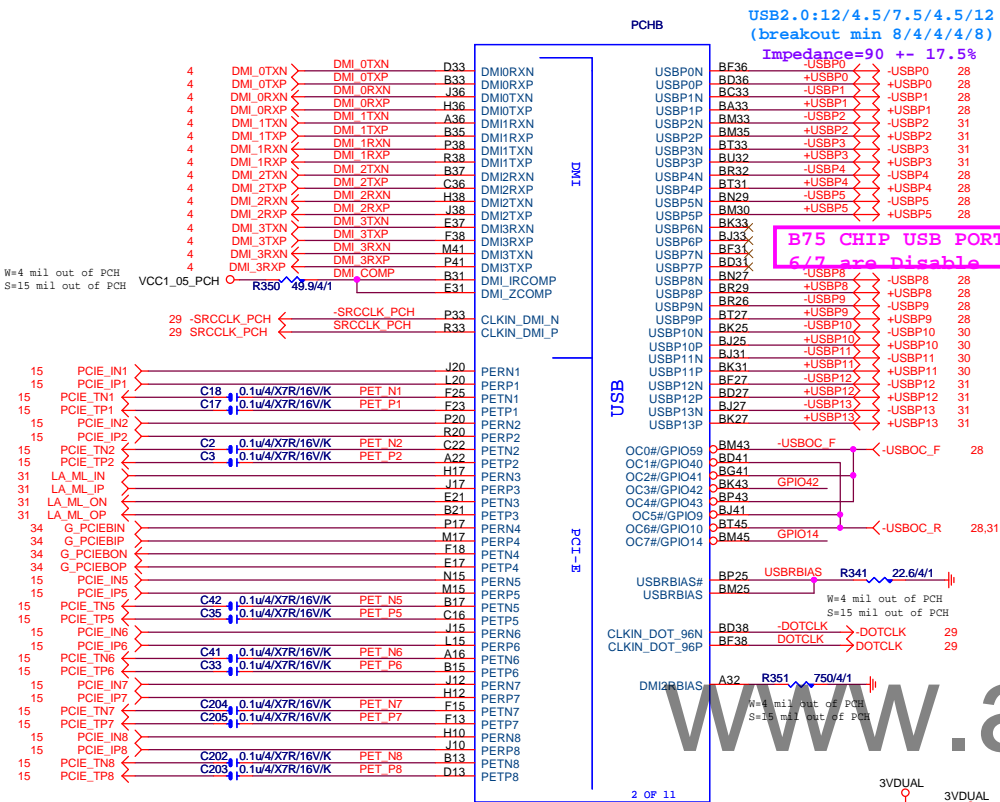 PCHB
USB2.0:12/4.5/7.5/4.5/12
(breakout min 8/4/4/4/8)
Impedance=90 +- 17.5%
4 DMI_0TXN DMI_0TXN D33 DMI0RXN
4 DMI_0TXP DMI_0TXP B33 DMI0RXP
4 DMI_0RXN DMI_0RXN J36 DMI0TXN
4 DMI_0RXP DMI_0RXP H36 DMI0TXP
4 DMI_1TXN DMI_1TXN A36 DMI1RXN
4 DMI_1TXP DMI_1TXP B35 DMI1RXP
4 DMI_1RXN DMI_1RXN P38 DMI1TXN
4 DMI_1RXP DMI_1RXP R38 DMI1TXP
4 DMI_2TXN DMI_2TXN B37 DMI2RXN
4 DMI_2TXP DMI_2TXP C36 DMI2RXP
4 DMI_2RXN DMI_2RXN H38 DMI2TXN
4 DMI_2RXP DMI_2RXP J38 DMI2TXP
4 DMI_3TXN DMI_3TXN E37 DMI3RXN
4 DMI_3TXP DMI_3TXP F38 DMI3RXP
4 DMI_3RXN DMI_3RXN M41 DMI3TXN
4 DMI_3RXP DMI_3RXP P41 DMI3TXP
W=4 mil out of PCH
S=15 mil out of PCH
VCC1_05_PCH R350 49.9/4/1 DMI_COMP B31 DMI_IRCOMP
E31 DMI_ZCOMP
29 -SRCCLK_PCH -SRCCLK_PCH P33 CLKIN_DMI_N
29 SRCCLK_PCH SRCCLK_PCH R33 CLKIN_DMI_P
DMI
15 PCIE_IN1 J20 PERN1
15 PCIE_IP1 L20 PERP1
15 PCIE_TN1 C18 0.1u/4/X7R/16V/K PET_N1 F25 PETN1
15 PCIE_TP1 C17 0.1u/4/X7R/16V/K PET_P1 F23 PETP1
15 PCIE_IN2 P20 PERN2
15 PCIE_IP2 R20 PERP2
15 PCIE_TN2 C2 0.1u/4/X7R/16V/K PET_N2 C22 PETN2
15 PCIE_TP2 C3 0.1u/4/X7R/16V/K PET_P2 A22 PETP2
31 LA_ML_IN H17 PERN3
31 LA_ML_IP J17 PERP3
31 LA_ML_ON E21 PETN3
31 LA_ML_OP B21 PETP3
34 G_PCIEBIN P17 PERN4
34 G_PCIEBIP M17 PERP4
34 G_PCIEBON F18 PETN4
34 G_PCIEBOP E17 PETP4
15 PCIE_IN5 N15 PERN5
15 PCIE_IP5 M15 PERP5
15 PCIE_TN5 C42 0.1u/4/X7R/16V/K PET_N5 B17 PETN5
15 PCIE_TP5 C35 0.1u/4/X7R/16V/K PET_P5 C16 PETP5
15 PCIE_IN6 J15 PERN6
15 PCIE_IP6 L15 PERP6
15 PCIE_TN6 C41 0.1u/4/X7R/16V/K PET_N6 A16 PETN6
15 PCIE_TP6 C33 0.1u/4/X7R/16V/K PET_P6 B15 PETP6
15 PCIE_IN7 J12 PERN7
15 PCIE_IP7 H12 PERP7
15 PCIE_TN7 C204 0.1u/4/X7R/16V/K PET_N7 F15 PETN7
15 PCIE_TP7 C205 0.1u/4/X7R/16V/K PET_P7 F13 PETP7
15 PCIE_IN8 H10 PERN8
15 PCIE_IP8 J10 PERP8
15 PCIE_TN8 C202 0.1u/4/X7R/16V/K PET_N8 B13 PETN8
15 PCIE_TP8 C203 0.1u/4/X7R/16V/K PET_P8 D13 PETP8
PCI-E
USB
USBP0N BF36 -USBP0 -USBP0 28
USBP0P BD36 +USBP0 +USBP0 28
USBP1N BC33 -USBP1 -USBP1 28
USBP1P BA33 +USBP1 +USBP1 28
USBP2N BM33 -USBP2 -USBP2 31
USBP2P BM35 +USBP2 +USBP2 31
USBP3N BT33 -USBP3 -USBP3 31
USBP3P BU32 +USBP3 +USBP3 31
USBP4N BR32 -USBP4 -USBP4 28
USBP4P BT31 +USBP4 +USBP4 28
USBP5N BN29 -USBP5 -USBP5 28
USBP5P BM30 +USBP5 +USBP5 28
USBP6N BK33
USBP6P BJ33
USBP7N BF31
USBP7P BD31
B75 CHIP USB PORT
6/7 are Disable
USBP8N BN27 -USBP8 -USBP8 28
USBP8P BR29 +USBP8 +USBP8 28
USBP9N BR26 -USBP9 -USBP9 28
USBP9P BT27 +USBP9 +USBP9 28
USBP10N BK25 -USBP10 -USBP10 30
USBP10P BJ25 +USBP10 +USBP10 30
USBP11N BJ31 -USBP11 -USBP11 30
USBP11P BK31 +USBP11 +USBP11 30
USBP12N BF27 -USBP12 -USBP12 31
USBP12P BD27 +USBP12 +USBP12 31
USBP13N BJ27 -USBP13 -USBP13 31
USBP13P BK27 +USBP13 +USBP13 31
OC0#/GPIO59 BM43 -USBOC_F -USBOC_F 28
OC1#/GPIO40 BD41
OC2#/GPIO41 BG41
OC3#/GPIO42 BK43 GPIO42
OC4#/GPIO43 BP43
OC5#/GPIO9 BJ41
OC6#/GPIO10 BT45 -USBOC_R 28,31
OC7#/GPIO14 BM45 GPIO14
USBRBIAS# BP25 USBRBIAS R341 22.6/4/1
USBRBIAS BM25
W=4 mil out of PCH
S=15 mil out of PCH
CLKIN_DOT_96N BD38 -DOTCLK -DOTCLK 29
CLKIN_DOT_96P BF38 DOTCLK DOTCLK 29
DMI2RBIAS A32 R351 750/4/1
W=4 mil out of PCH
S=15 mil out of PCH
www.a
2 OF 11
3VDUAL
3VDUAL